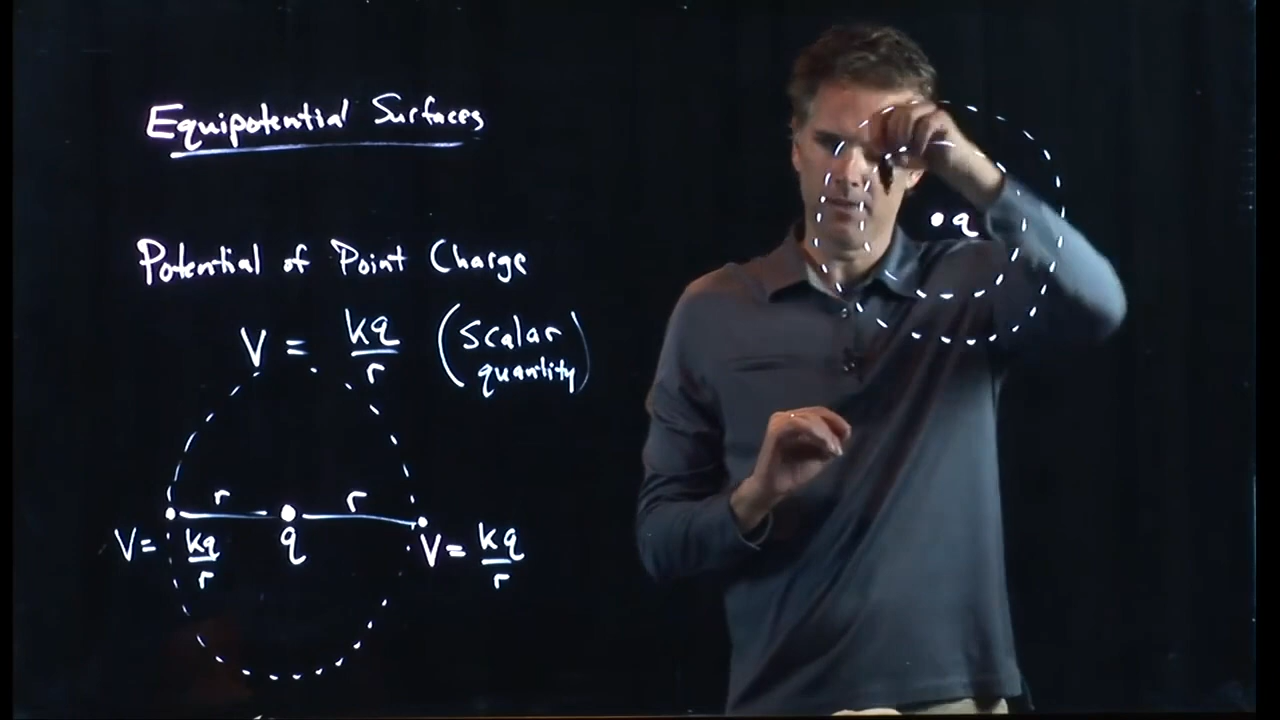 Equipotential Surfaces
Potential of Point Charge
V = kq/r (scalar quantity)
r r
V = kq/r q V = kq/r
q